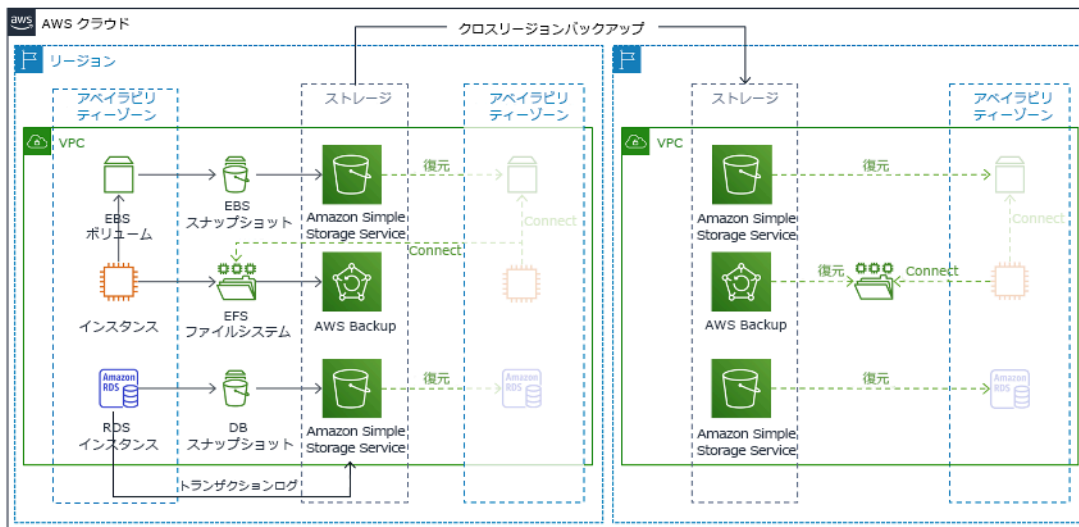 aws
AWS クラウド
クロスリージョンバックアップ
リージョン
アベイラビリ
ティーゾーン
ストレージ
アベイラビリ
ティーゾーン
VPC
EBS
ボリューム
EBS
スナップショット
Amazon Simple
Storage Service
復元
Connect
Connect
インスタンス
EFS
ファイルシステム
AWS Backup
Amazon
RDS
RDS
インスタンス
DB
スナップショット
Amazon Simple
Storage Service
復元
Amazon
RDS
トランザクションログ
ストレージ
アベイラビリ
ティーゾーン
VPC
復元
Amazon Simple
Storage Service
Connect
復元
Connect
AWS Backup
復元
Amazon
RDS
Amazon Simple
Storage Service